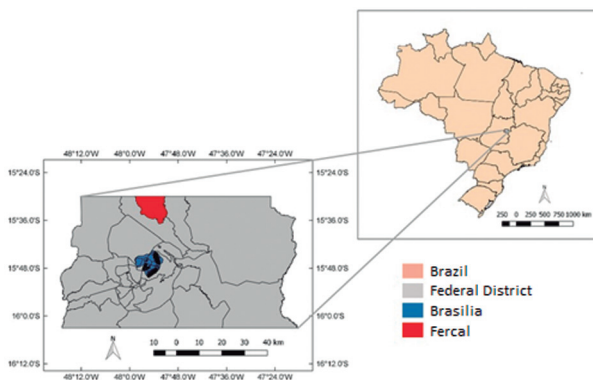 48°12.0'W 48°0.0'W 47°48.0'W 47°36.0'W 47°24.0'W
15°24.0'S 15°24.0'S
15°36.0'S 15°36.0'S
15°48.0'S 15°48.0'S
16°0.0'S 16°0.0'S
16°12.0'S 16°12.0'S
N
10 0 10 20 30 40 km
48°12.0'W 48°0.0'W 47°48.0'W 47°36.0'W 47°24.0'W
N
250 0 250 500 750 1000 km
Brazil
Federal District
Brasilia
Fercal